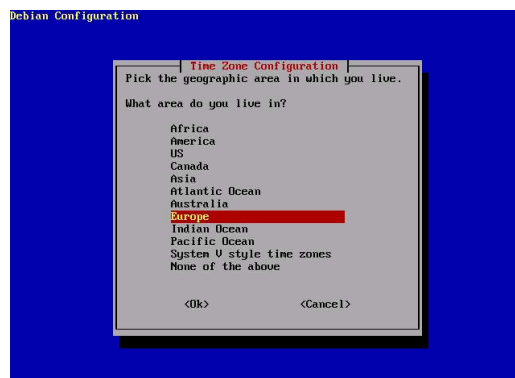 Debian Configuration
Time Zone Configuration
Pick the geographic area in which you live.
What area do you live in?
Africa
America
US
Canada
Asia
Atlantic Ocean
Australia
Europe
Indian Ocean
Pacific Ocean
System V style time zones
None of the above
<Ok> <Cancel>